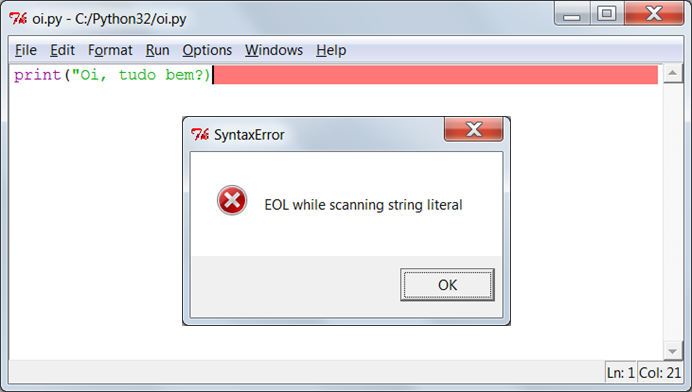 oi.py - C:/Python32/oi.py
File Edit Format Run Options Windows Help
print("Oi, tudo bem?)
SyntaxError
EOL while scanning string literal
OK
Ln: 1 Col: 21